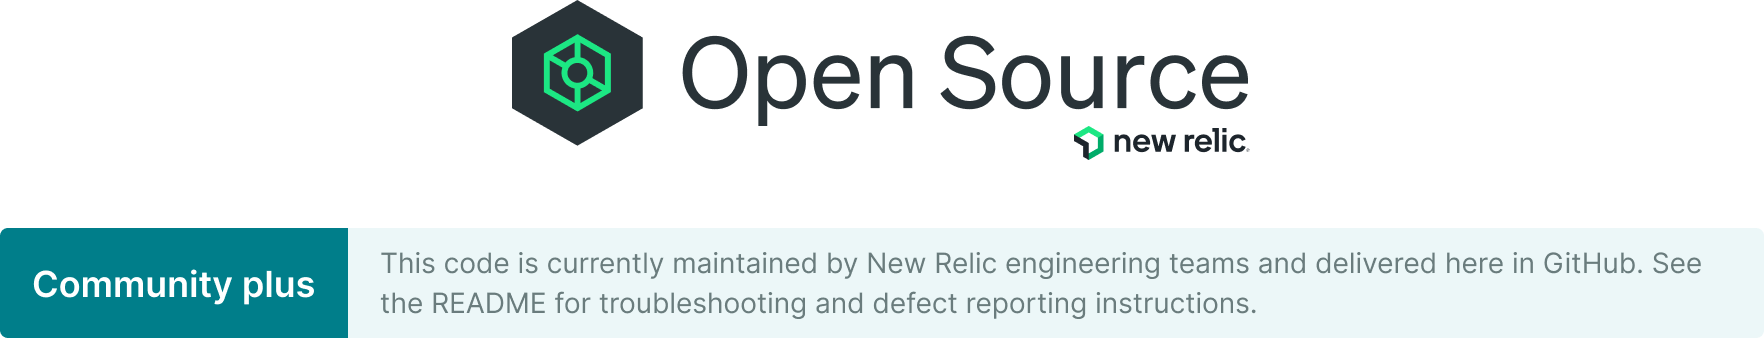 Open Source
new relic
Community plus
This code is currently maintained by New Relic engineering teams and delivered here in GitHub. See
the README for troubleshooting and defect reporting instructions.